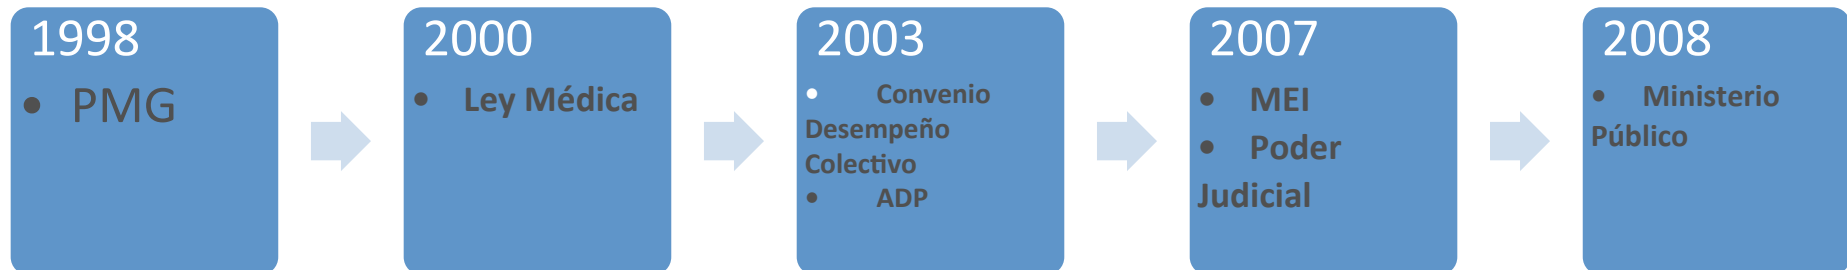 1998
• PMG
2000
• Ley Médica
2003
• Convenio
Desempeño
Colectivo
• ADP
2007
• MEI
• Poder
Judicial
2008
• Ministerio
Público